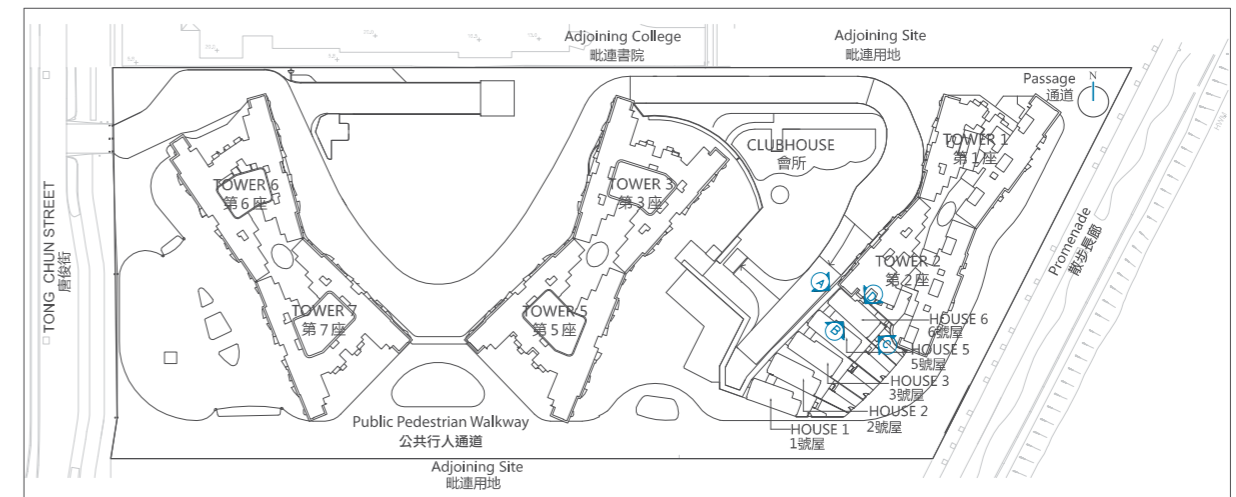 Adjoining College
毗連書院
Adjoining Site
毗連用地
Passage
通道
N
HWM
TOWER 1
第1座
CLUBHOUSE
會所
TOWER 6
第6座
TOWER 3
第3座
TONG CHUN STREET
唐俊街
Promenade
散步長廊
TOWER 2
第2座
A
D
B
C
TOWER 7
第7座
TOWER 5
第5座
HOUSE 6
6號屋
HOUSE 5
5號屋
HOUSE 3
3號屋
HOUSE 2
2號屋
HOUSE 1
1號屋
Public Pedestrian Walkway
公共行人通道
Adjoining Site
毗連用地